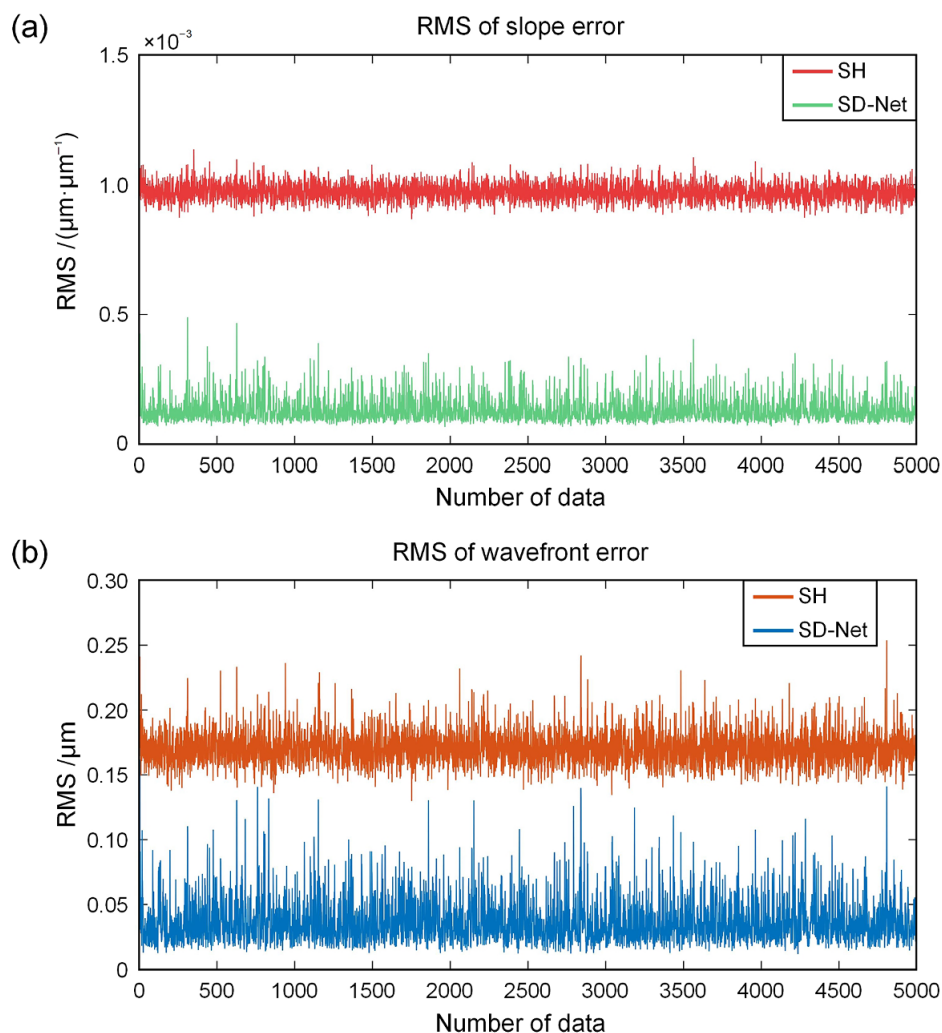 (a)
RMS of slope error
×10⁻³
1.5
1.0
0.5
0
RMS /(μm·μm⁻¹)
SH
SD-Net
0 500 1000 1500 2000 2500 3000 3500 4000 4500 5000
Number of data
(b)
RMS of wavefront error
0.30
0.25
0.20
0.15
0.10
0.05
0
RMS /μm
SH
SD-Net
0 500 1000 1500 2000 2500 3000 3500 4000 4500 5000
Number of data